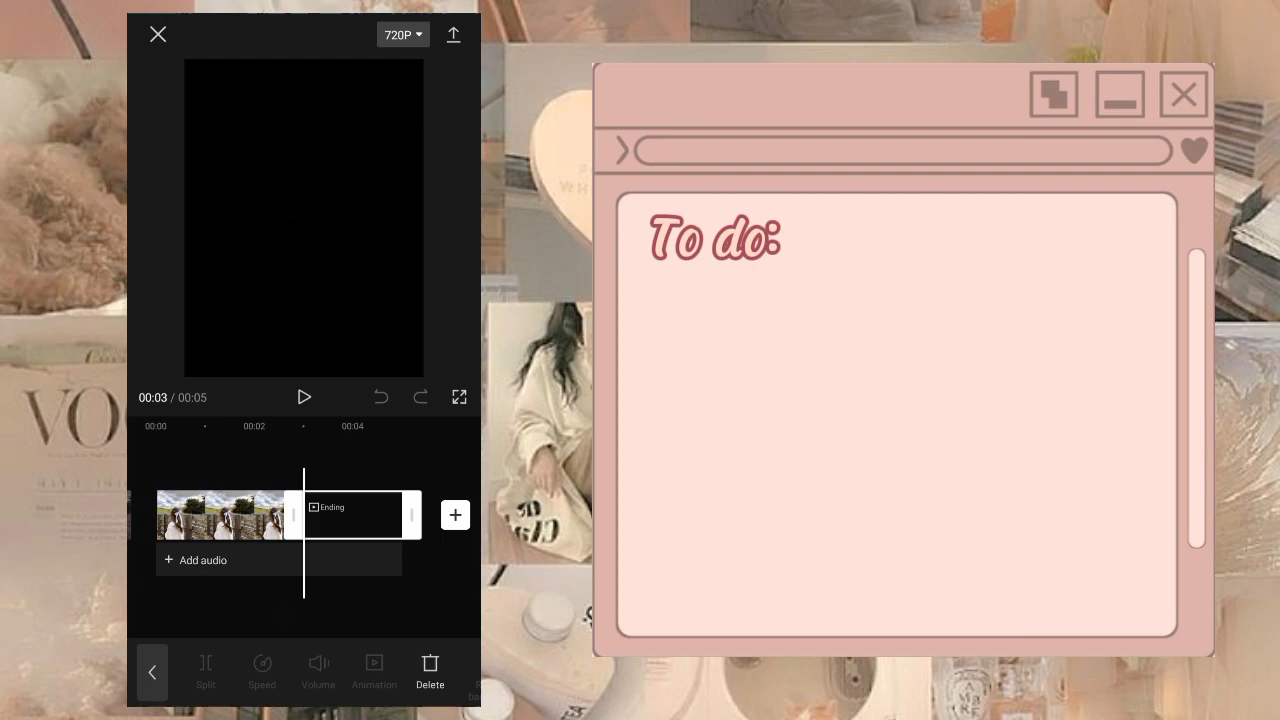 720P
00:03 / 00:05
00:00
00:02
00:04
Ending
+ Add audio
Split
Speed
Volume
Animation
Delete
To do:
VO